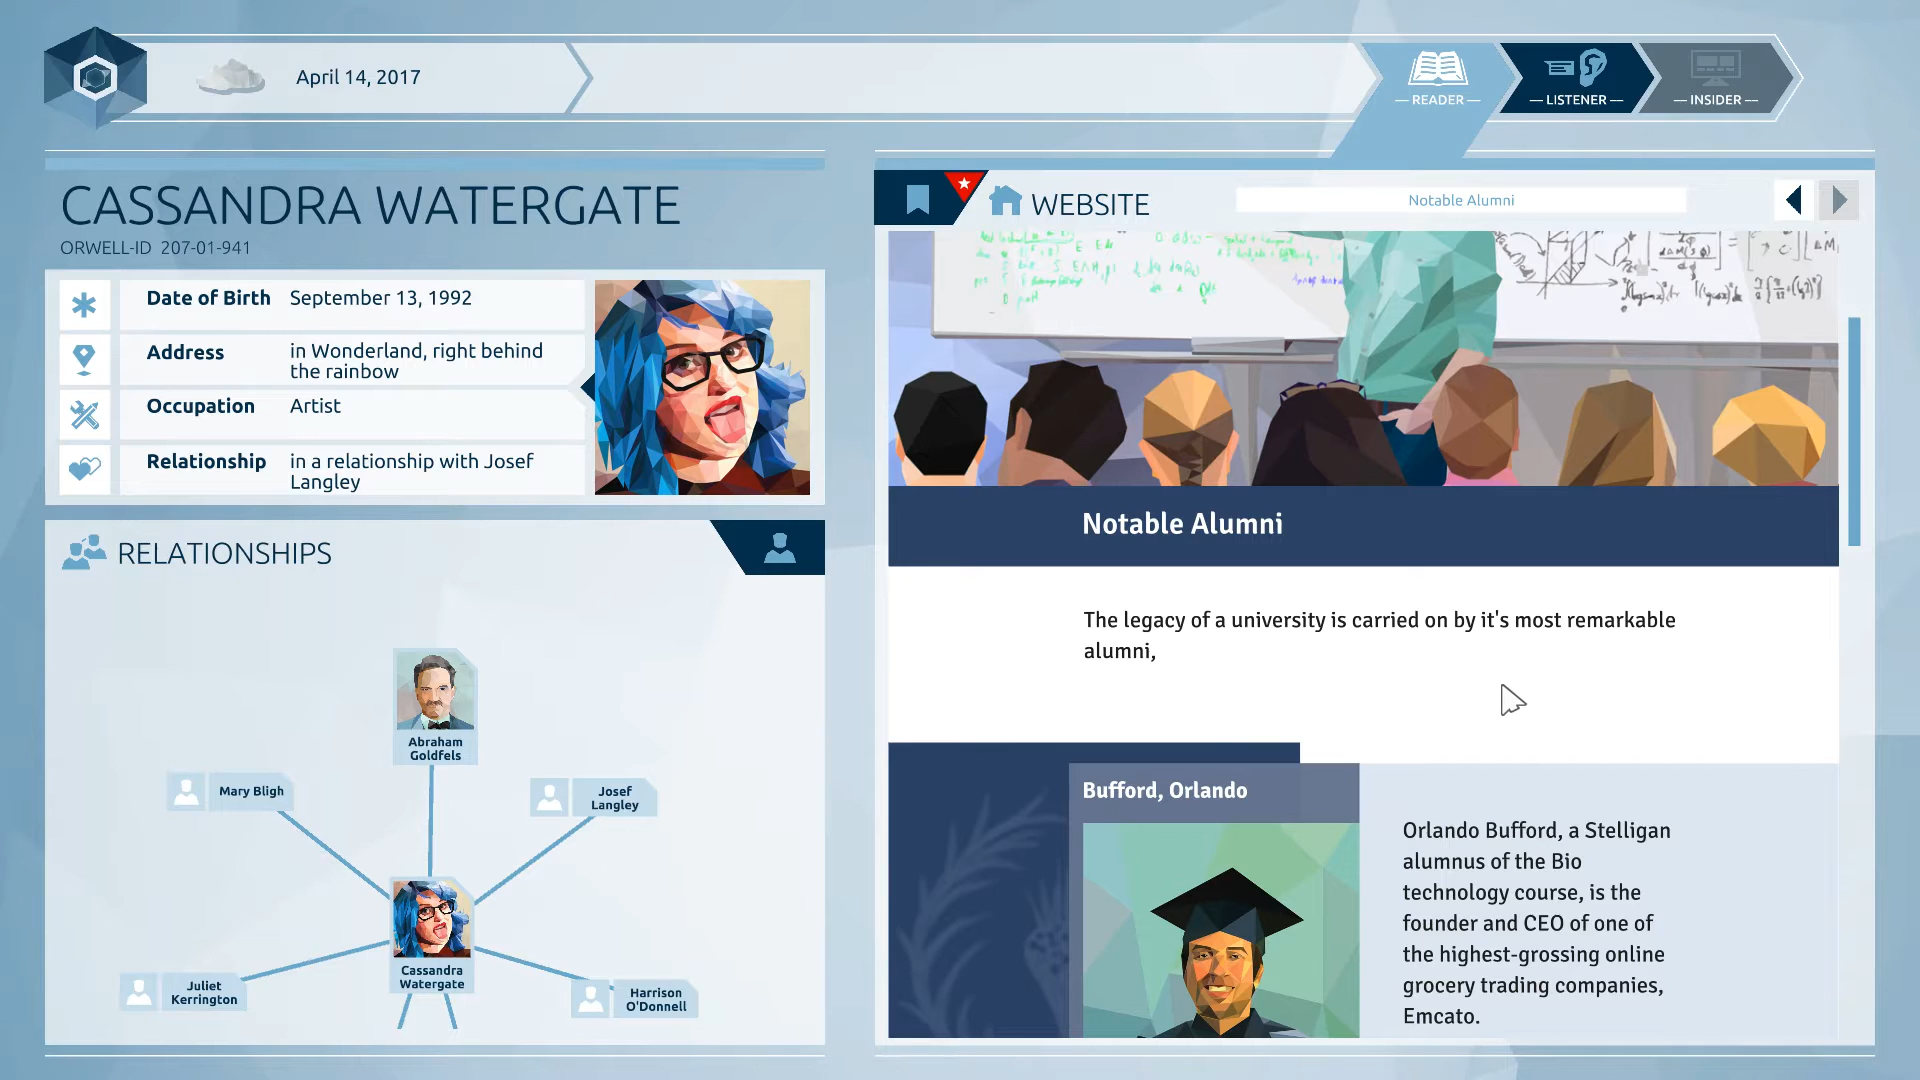 April 14, 2017
READER
LISTENER
INSIDER
CASSANDRA WATERGATE
ORWELL-ID 207-01-941
Date of Birth September 13, 1992
Address in Wonderland, right behind
the rainbow
Occupation Artist
Relationship in a relationship with Josef
Langley
RELATIONSHIPS
Abraham
Goldfels
Mary Bligh
Josef
Langley
Cassandra
Watergate
Juliet
Kerrington
Harrison
O'Donnell
WEBSITE
Notable Alumni
Notable Alumni
The legacy of a university is carried on by it's most remarkable
alumni,
Bufford, Orlando
Orlando Bufford, a Stelligan
alumnus of the Bio
technology course, is the
founder and CEO of one of
the highest-grossing online
grocery trading companies,
Emcato.